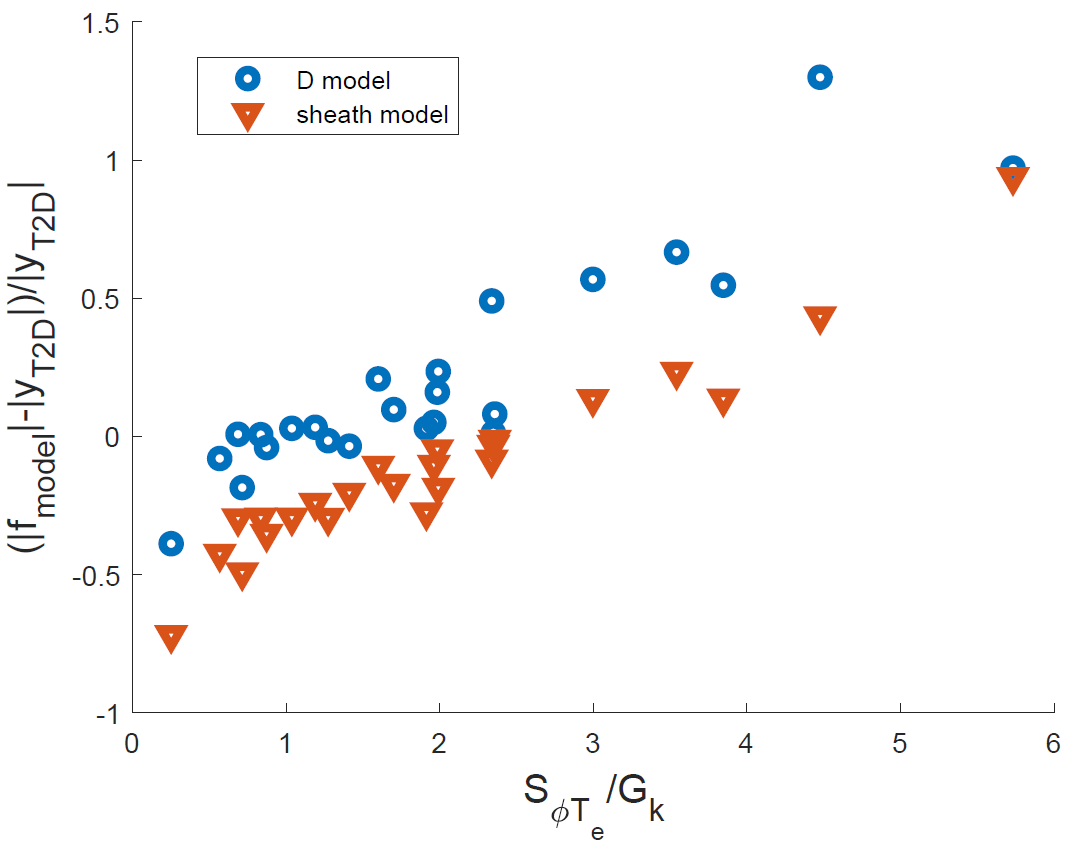 1.5
D model
sheath model
1
0.5
0
-0.5
-1
0 1 2 3 4 5 6
(|f_model|-|y_T2D|)/|y_T2D|
S_ϕT_e/G_k